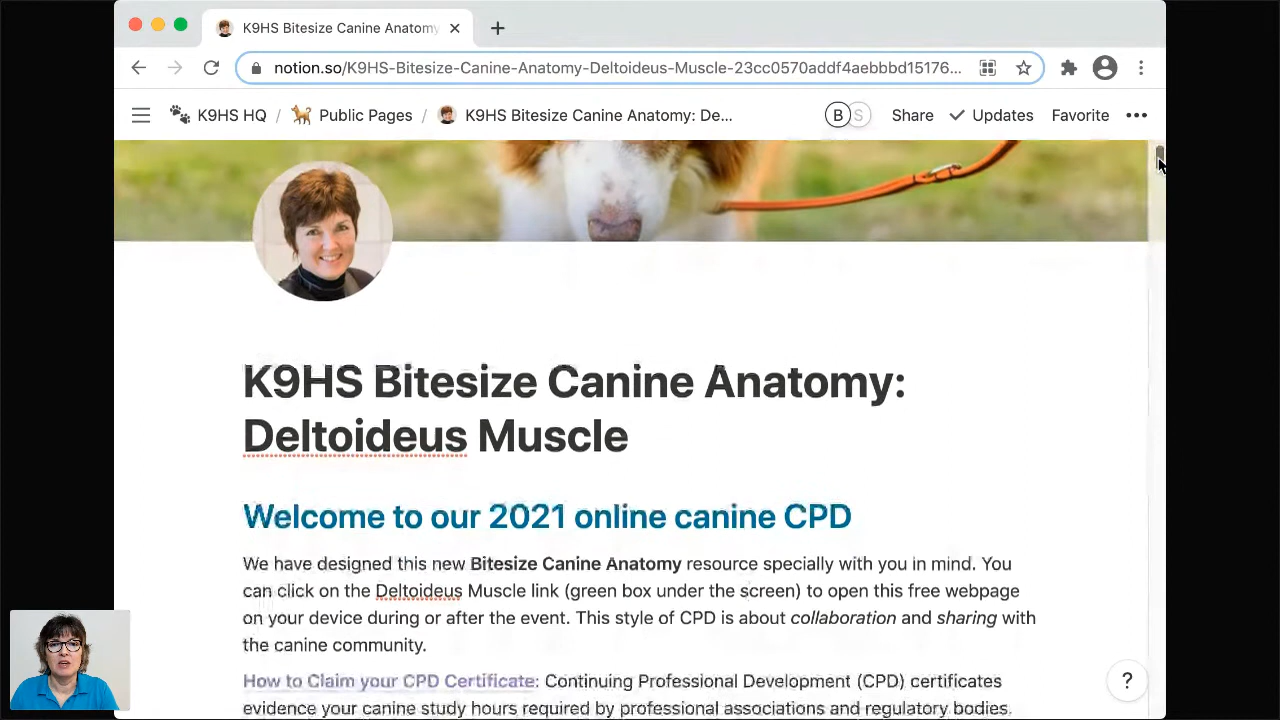 K9HS Bitesize Canine Anatomy
notion.so/K9HS-Bitesize-Canine-Anatomy-Deltoideus-Muscle-23cc0570addf4aebbbd15176...
K9HS HQ / Public Pages / K9HS Bitesize Canine Anatomy: De... B S Share Updates Favorite
K9HS Bitesize Canine Anatomy:
Deltoideus Muscle
Welcome to our 2021 online canine CPD
We have designed this new Bitesize Canine Anatomy resource specially with you in mind. You
can click on the Deltoideus Muscle link (green box under the screen) to open this free webpage
on your device during or after the event. This style of CPD is about collaboration and sharing with
the canine community.
How to Claim your CPD Certificate: Continuing Professional Development (CPD) certificates
evidence your canine study hours required by professional associations and regulatory bodies.
?